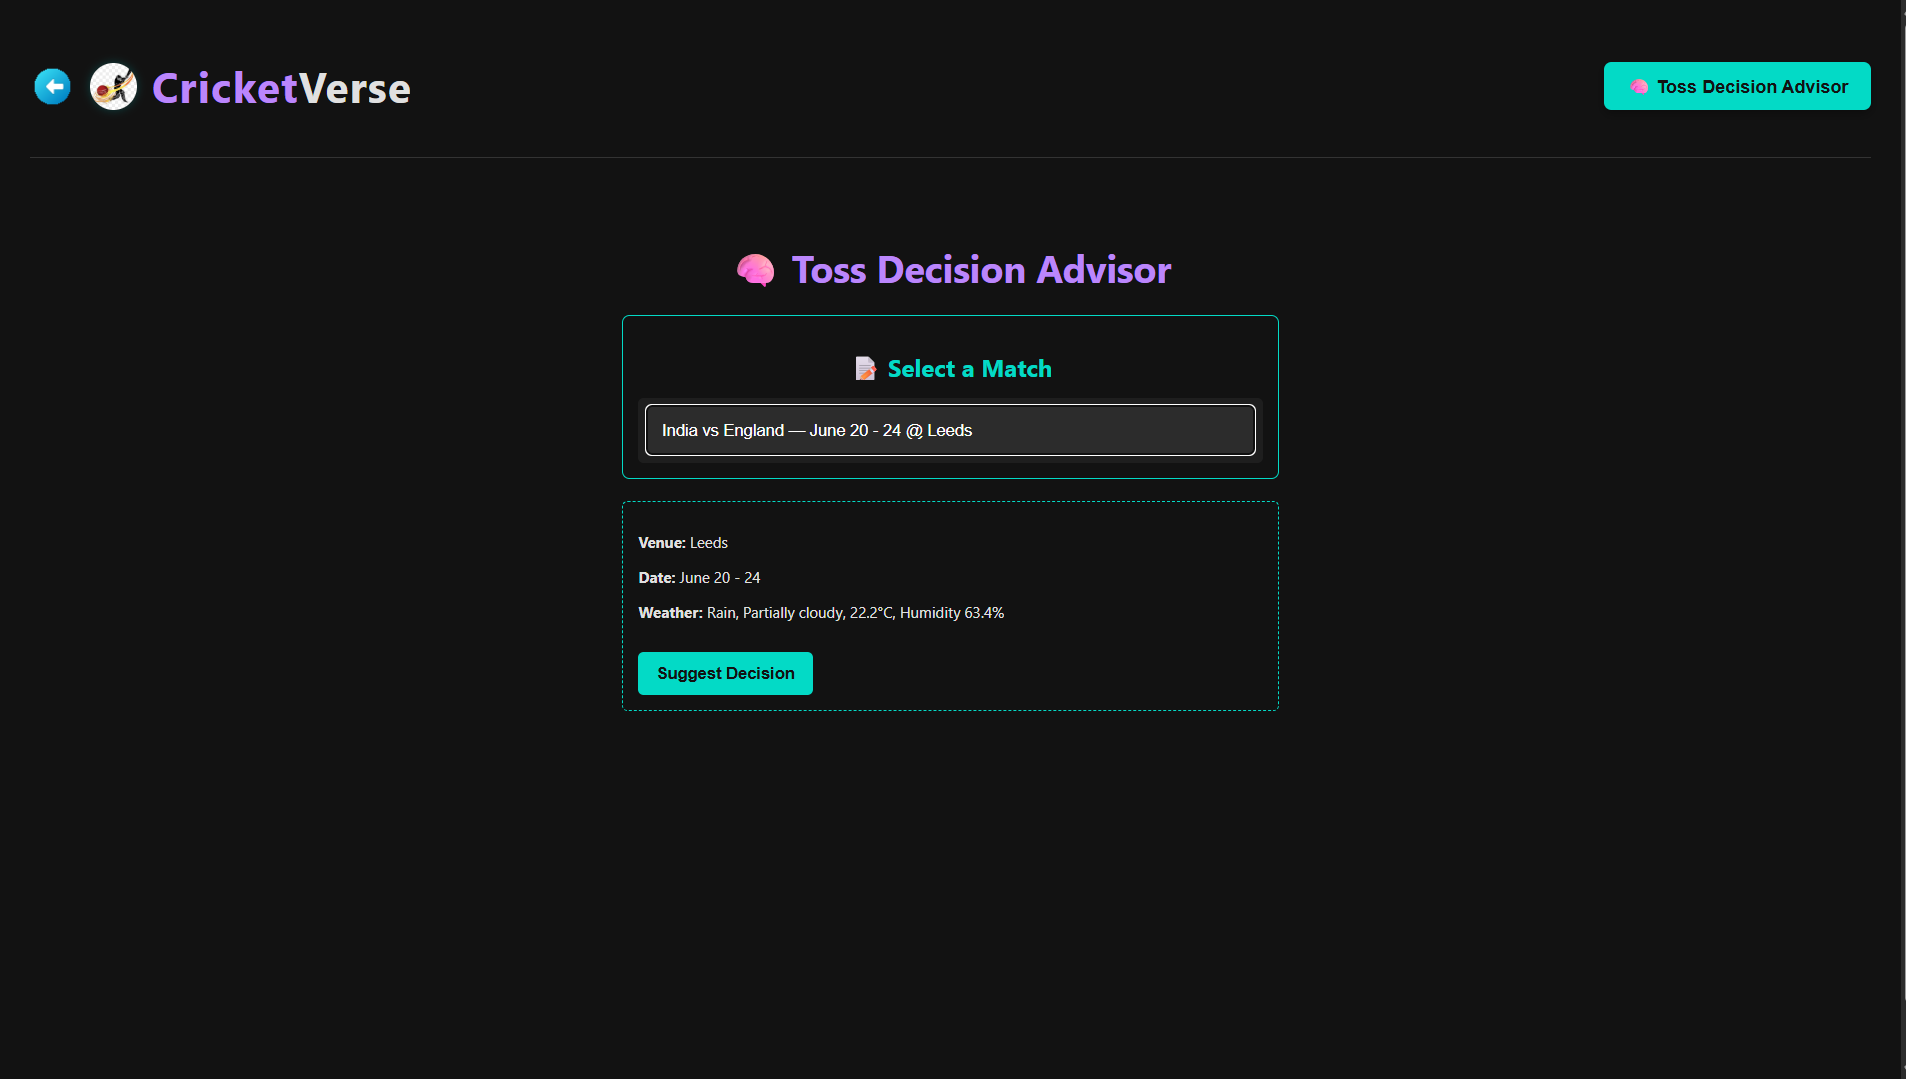 CricketVerse
Toss Decision Advisor
Toss Decision Advisor
Select a Match
India vs England — June 20 - 24 @ Leeds
Venue: Leeds
Date: June 20 - 24
Weather: Rain, Partially cloudy, 22.2°C, Humidity 63.4%
Suggest Decision